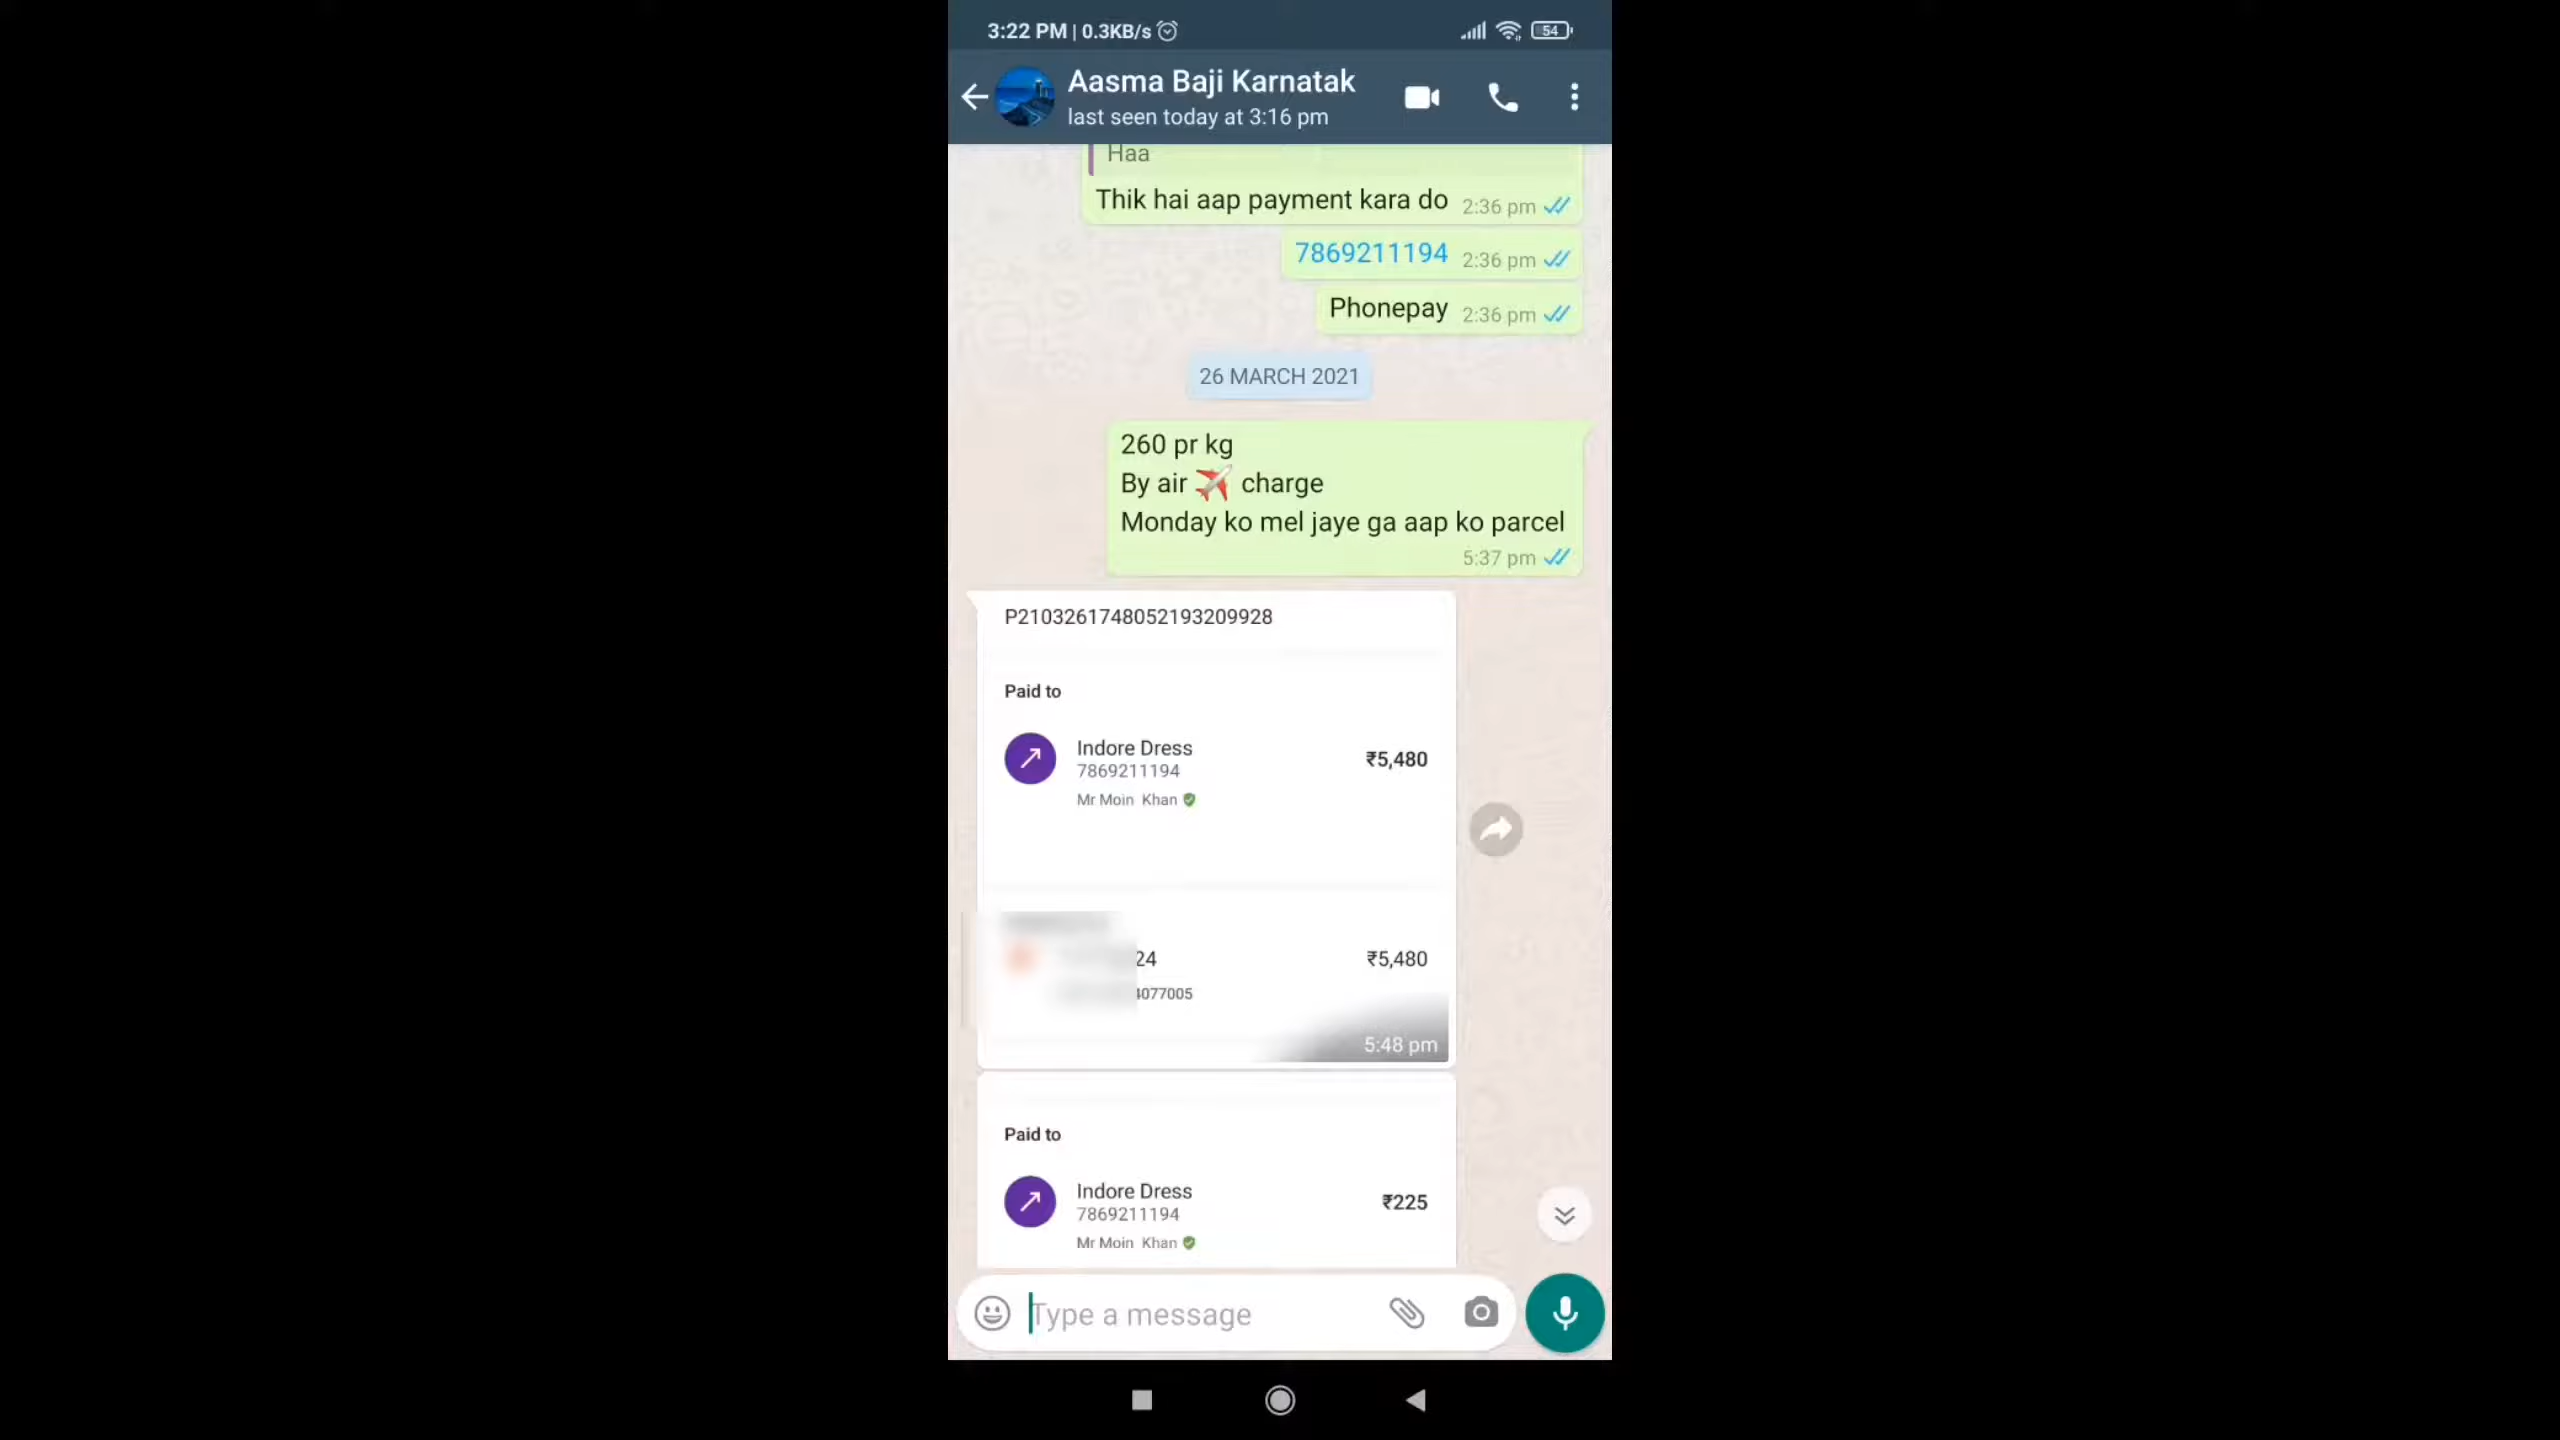 3:22 PM | 0.3KB/s
54
Aasma Baji Karnatak
last seen today at 3:16 pm
Haa
Thik hai aap payment kara do 2:36 pm
7869211194 2:36 pm
Phonepay 2:36 pm
26 MARCH 2021
260 pr kg
By air ✈️ charge
Monday ko mel jaye ga aap ko parcel
5:37 pm
P2103261748052193209928
Paid to
Indore Dress
₹5,480
7869211194
Mr Moin Khan
24
₹5,480
4077005
5:48 pm
Paid to
Indore Dress
₹225
7869211194
Mr Moin Khan
Type a message